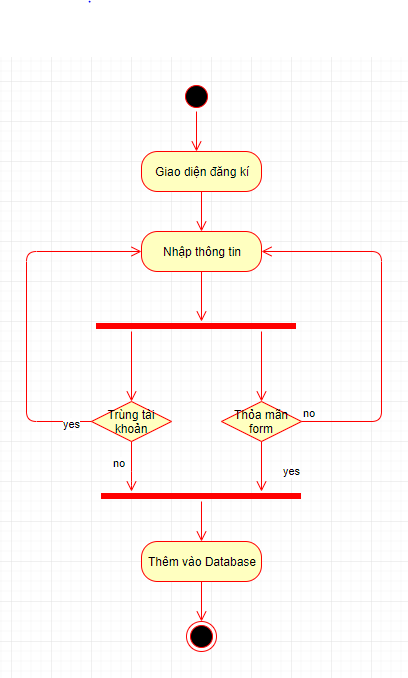 Giao diện đăng kí
Nhập thông tin
Trùng tài
khoản
Thỏa mãn
form
no
yes
no
yes
Thêm vào Database